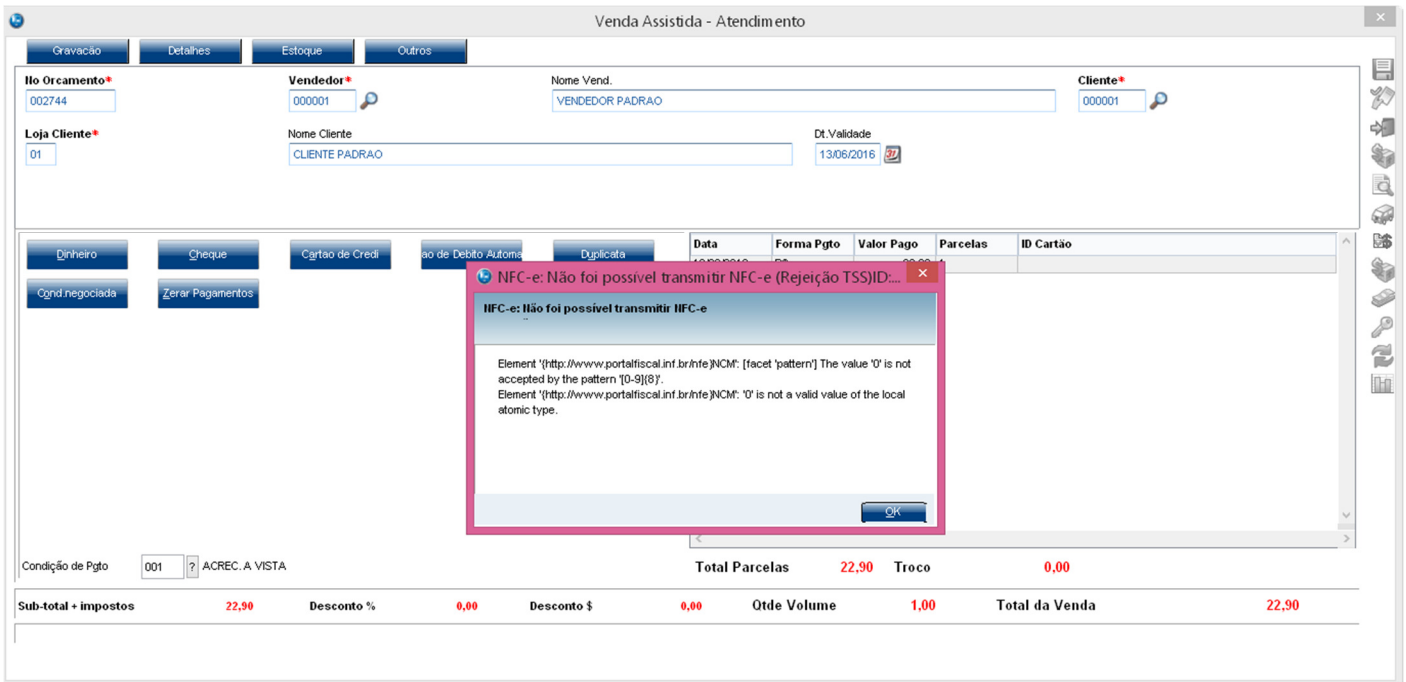 Venda Assistida - Atendimento
Gravacão Detalhes Estoque Outros
No Orcamento* Vendedor* Nome Vend. Cliente*
002744 000001 VENDEDOR PADRAO 000001
Loja Cliente* Nome Cliente Dt.Validade
01 CLIENTE PADRAO 13/06/2016 31
Dinheiro Cheque Cartao de Credi ao de Debito Automa Duplicata
Cond.negociada Zerar Pagamentos
Data Forma Pgto Valor Pago Parcelas ID Cartão
NFC-e: Não foi possível transmitir NFC-e (Rejeição TSS)ID:...
NFC-e: Não foi possível transmitir NFC-e
Element '{http://www.portalfiscal.inf.br/nfe}NCM': [facet 'pattern'] The value '0' is not
accepted by the pattern '[0-9]{8}'.
Element '{http://www.portalfiscal.inf.br/nfe}NCM': '0' is not a valid value of the local
atomic type.
OK
Condição de Pgto 001 ? ACREC. A VISTA
Total Parcelas 22,90 Troco 0,00
Sub-total + impostos 22,90 Desconto % 0,00 Desconto $ 0,00 Qtde Volume 1,00 Total da Venda 22,90